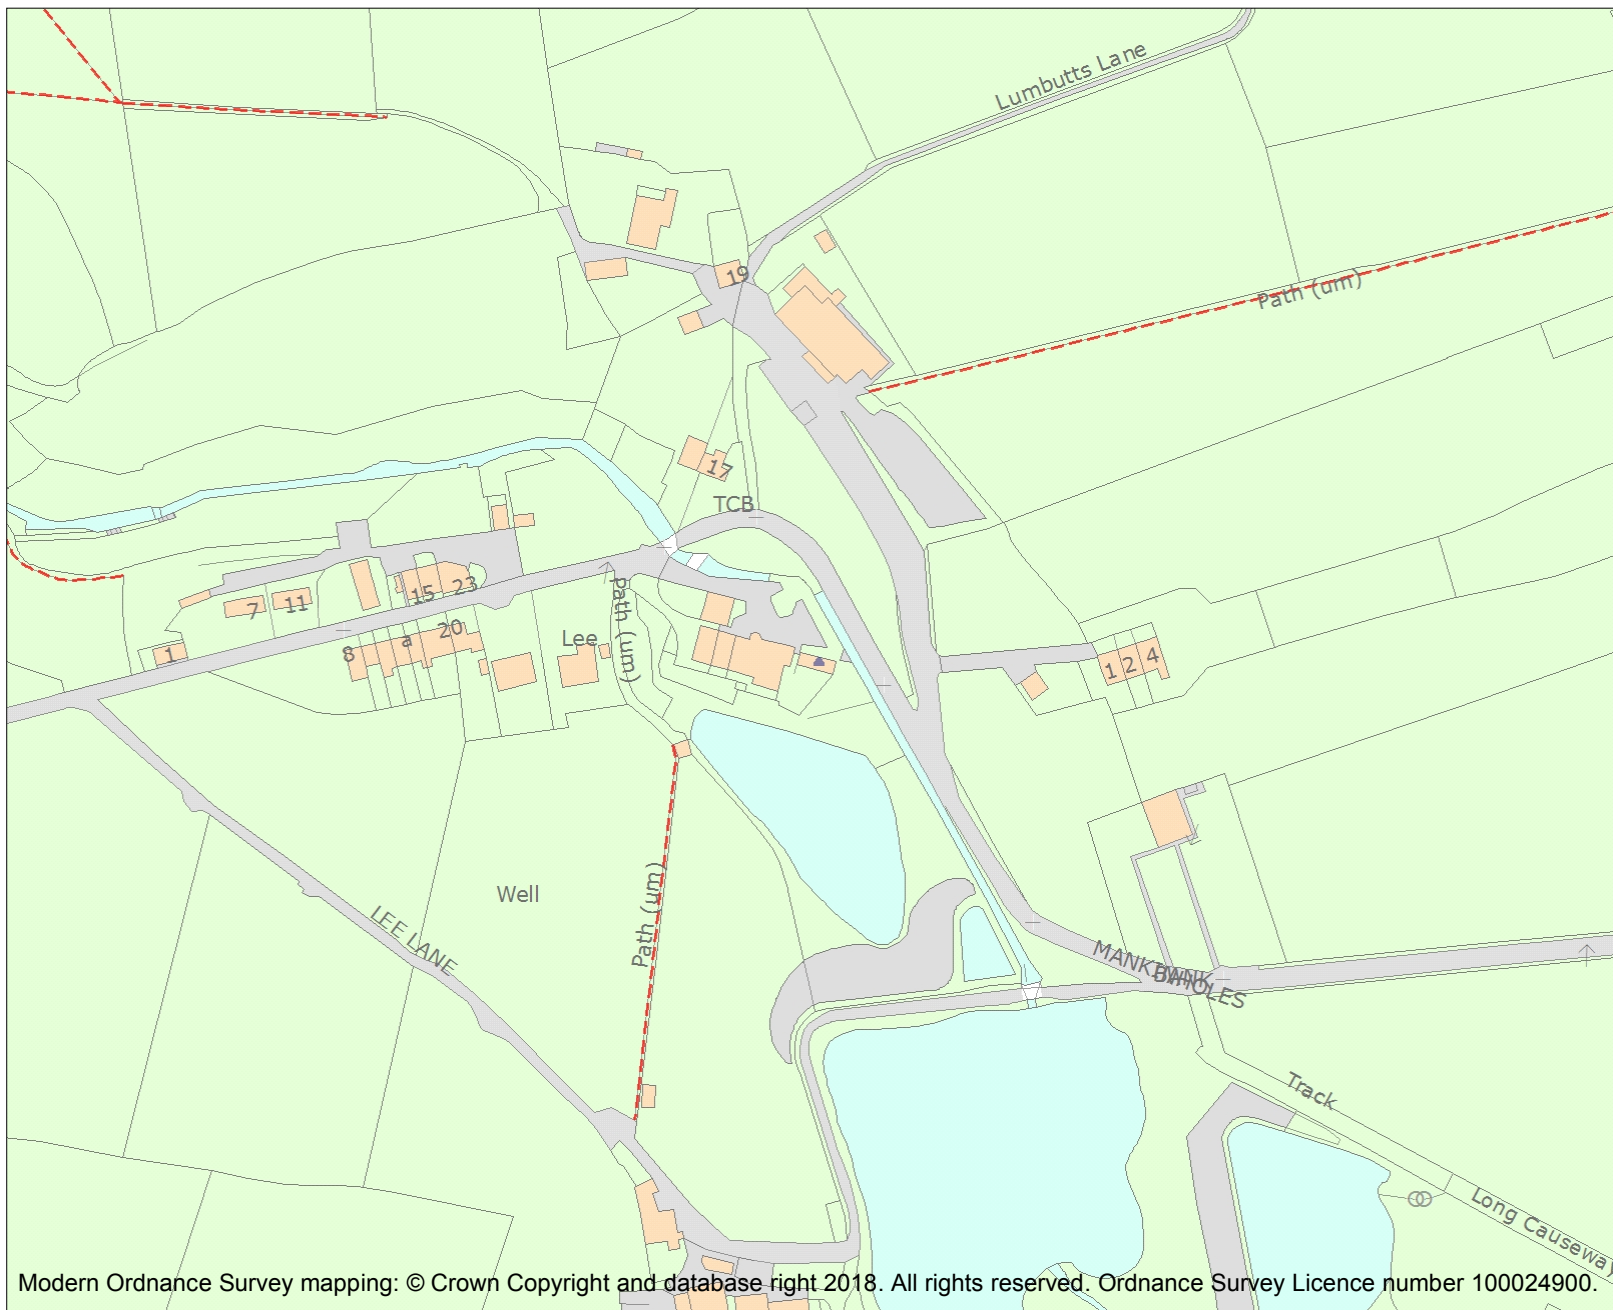 Lumbutts Lane
19
Path (um)
17
TCB
7
11
15
23
1
8
a
20
Lee
Path (um)
1
2
4
Well
Path (um)
LEE LANE
BANK
Track
Long Causeway
Modern Ordnance Survey mapping: © Crown Copyright and database right 2018. All rights reserved. Ordnance Survey Licence number 100024900.